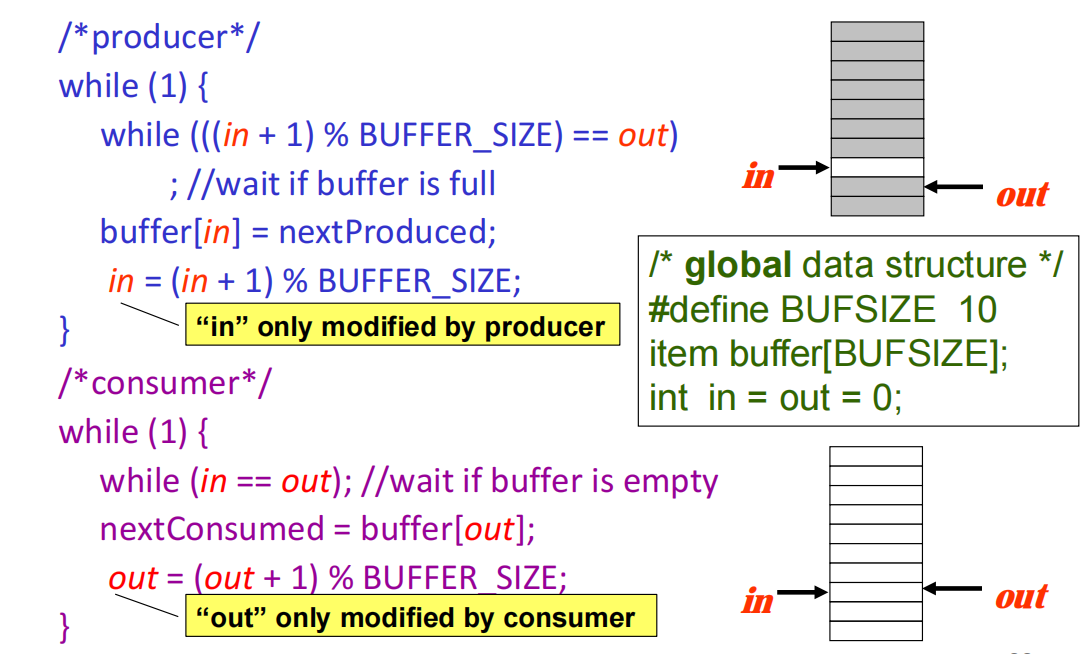 /*producer*/
while (1) {
while (((in + 1) % BUFFER_SIZE) == out)
; //wait if buffer is full
buffer[in] = nextProduced;
in = (in + 1) % BUFFER_SIZE;
“in” only modified by producer
}
/*consumer*/
while (1) {
while (in == out); //wait if buffer is empty
nextConsumed = buffer[out];
out = (out + 1) % BUFFER_SIZE;
“out” only modified by consumer
}
in
out
/* global data structure */
#define BUFSIZE 10
item buffer[BUFSIZE];
int in = out = 0;
in
out